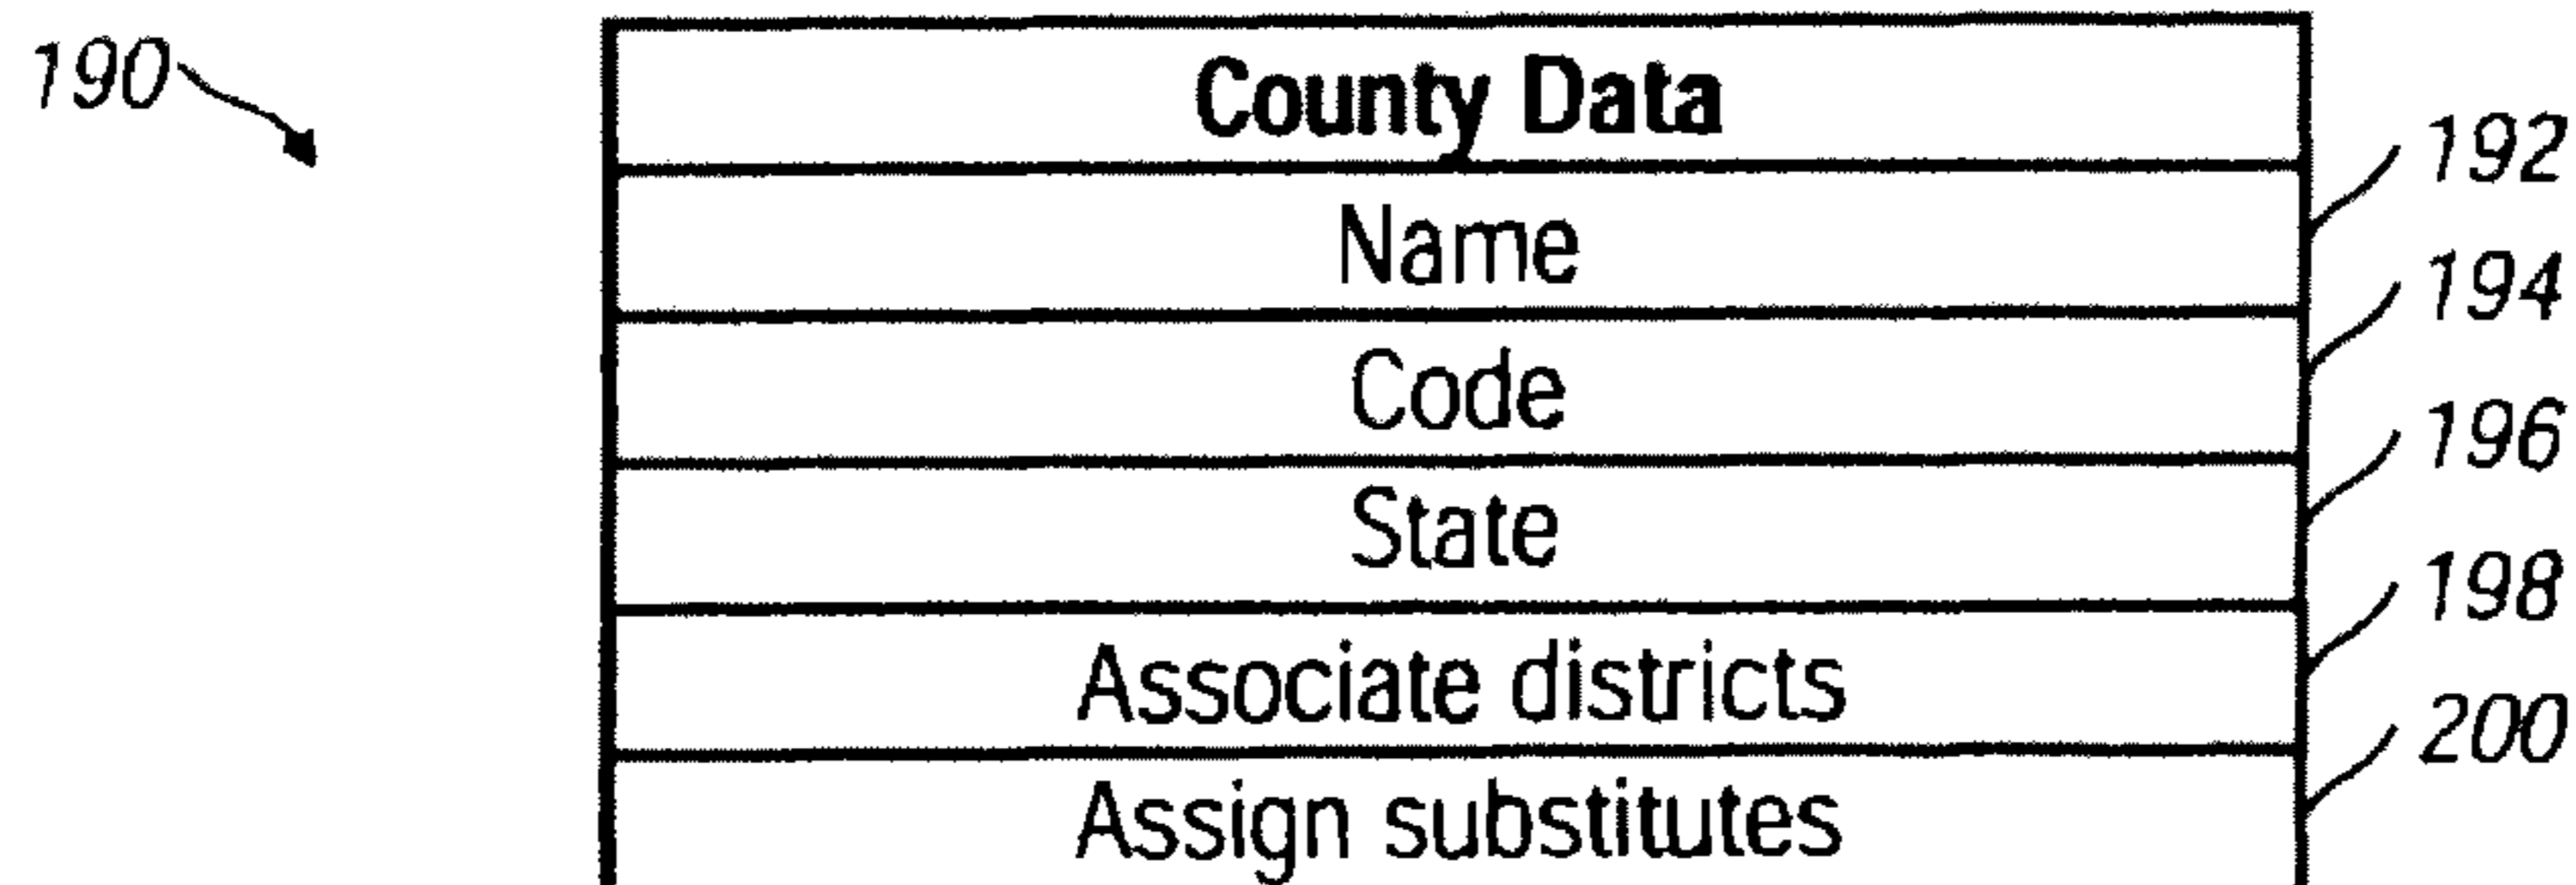 190
County Data
192
Name
194
Code
196
State
198
Associate districts
200
Assign substitutes